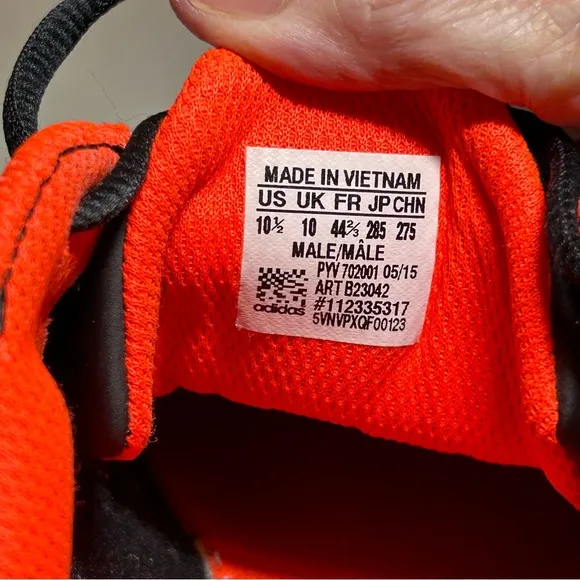 MADE IN VIETNAM
US UK FR JP CHN
10½ 10 44⅔ 285 275
MALE/MÂLE
PYV 702001 05/15
ART B23042
#112335317
adidas 5VNVPXQF00123